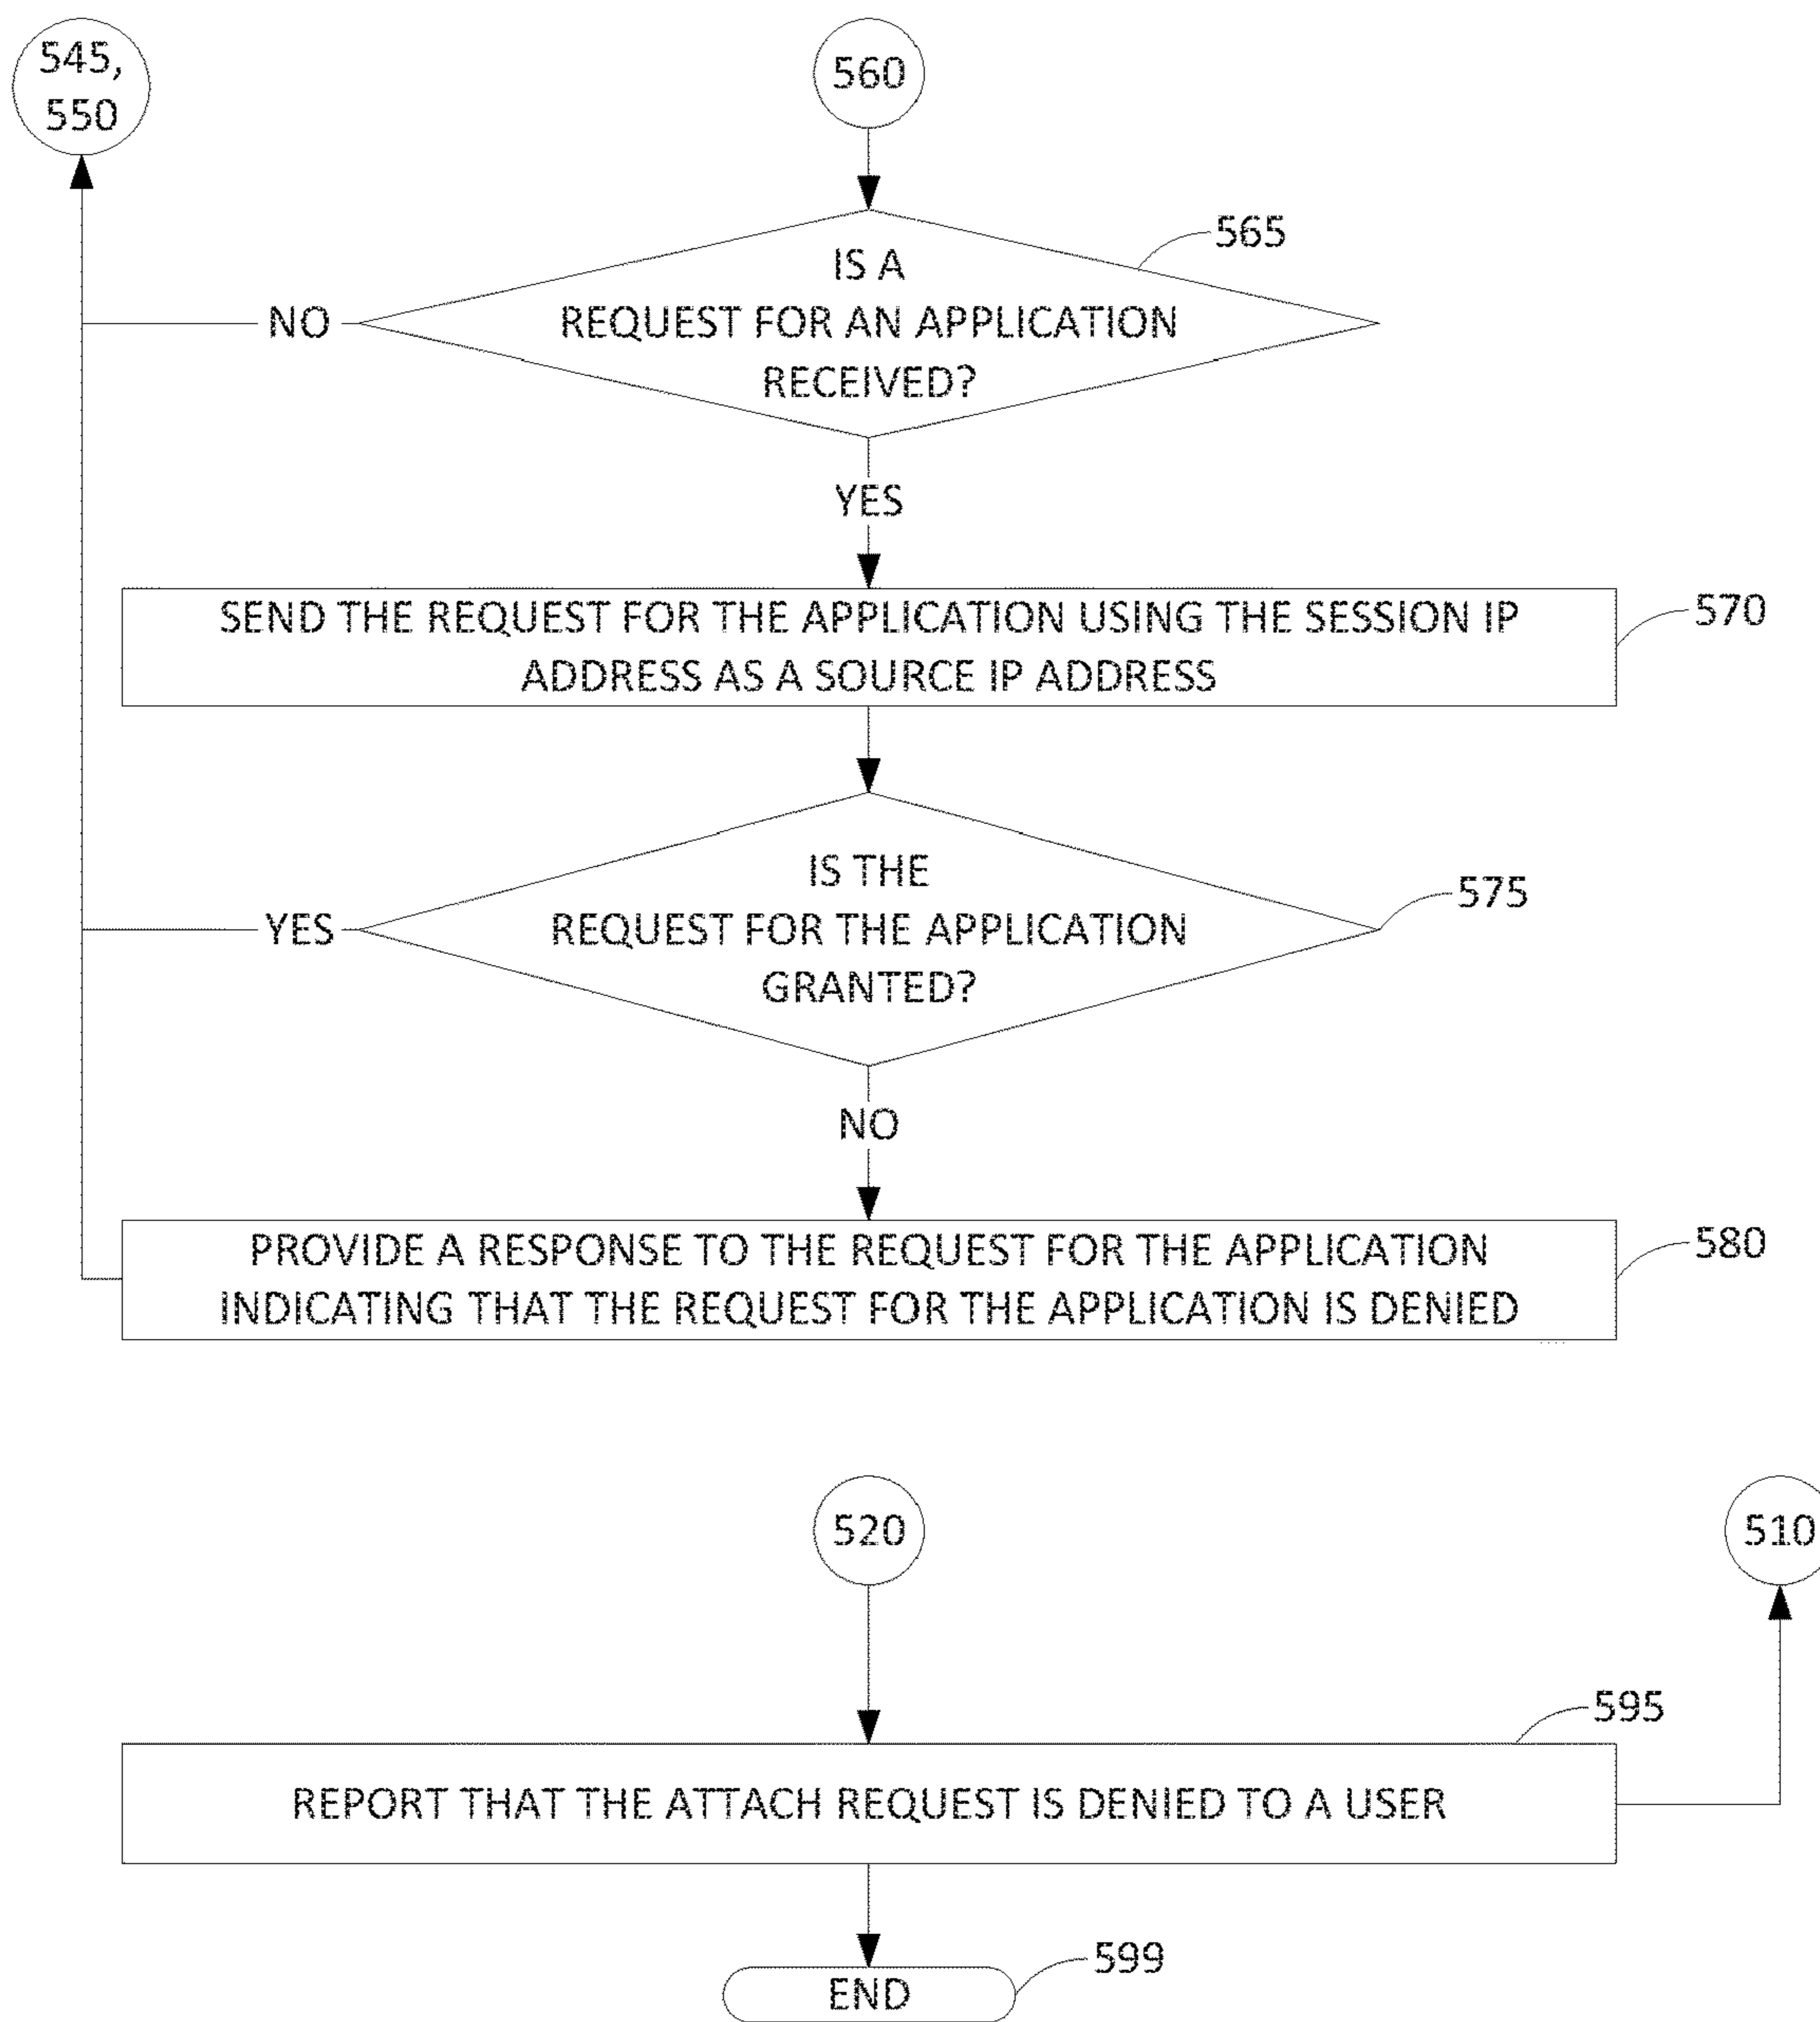 545,
550
560
565
IS A
REQUEST FOR AN APPLICATION
RECEIVED?
NO
YES
SEND THE REQUEST FOR THE APPLICATION USING THE SESSION IP
ADDRESS AS A SOURCE IP ADDRESS
570
IS THE
REQUEST FOR THE APPLICATION
GRANTED?
575
YES
NO
PROVIDE A RESPONSE TO THE REQUEST FOR THE APPLICATION
INDICATING THAT THE REQUEST FOR THE APPLICATION IS DENIED
580
520
510
595
REPORT THAT THE ATTACH REQUEST IS DENIED TO A USER
599
END